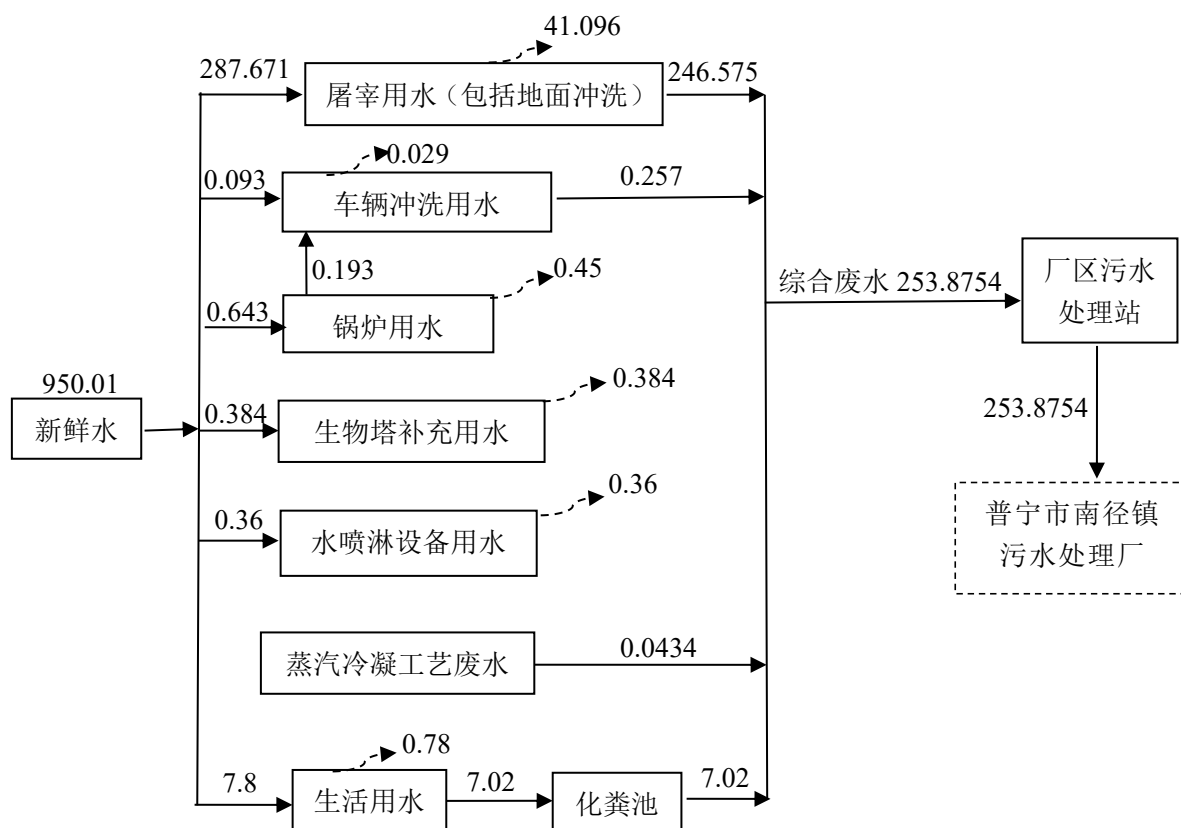 41.096
287.671
屠宰用水（包括地面冲洗）
246.575
0.029
0.093
车辆冲洗用水
0.257
0.193
0.45
0.643
锅炉用水
综合废水 253.8754
厂区污水
处理站
950.01
新鲜水
0.384
0.384
生物塔补充用水
253.8754
0.36
0.36
水喷淋设备用水
普宁市南径镇
污水处理厂
蒸汽冷凝工艺废水
0.0434
0.78
7.8
生活用水
7.02
化粪池
7.02